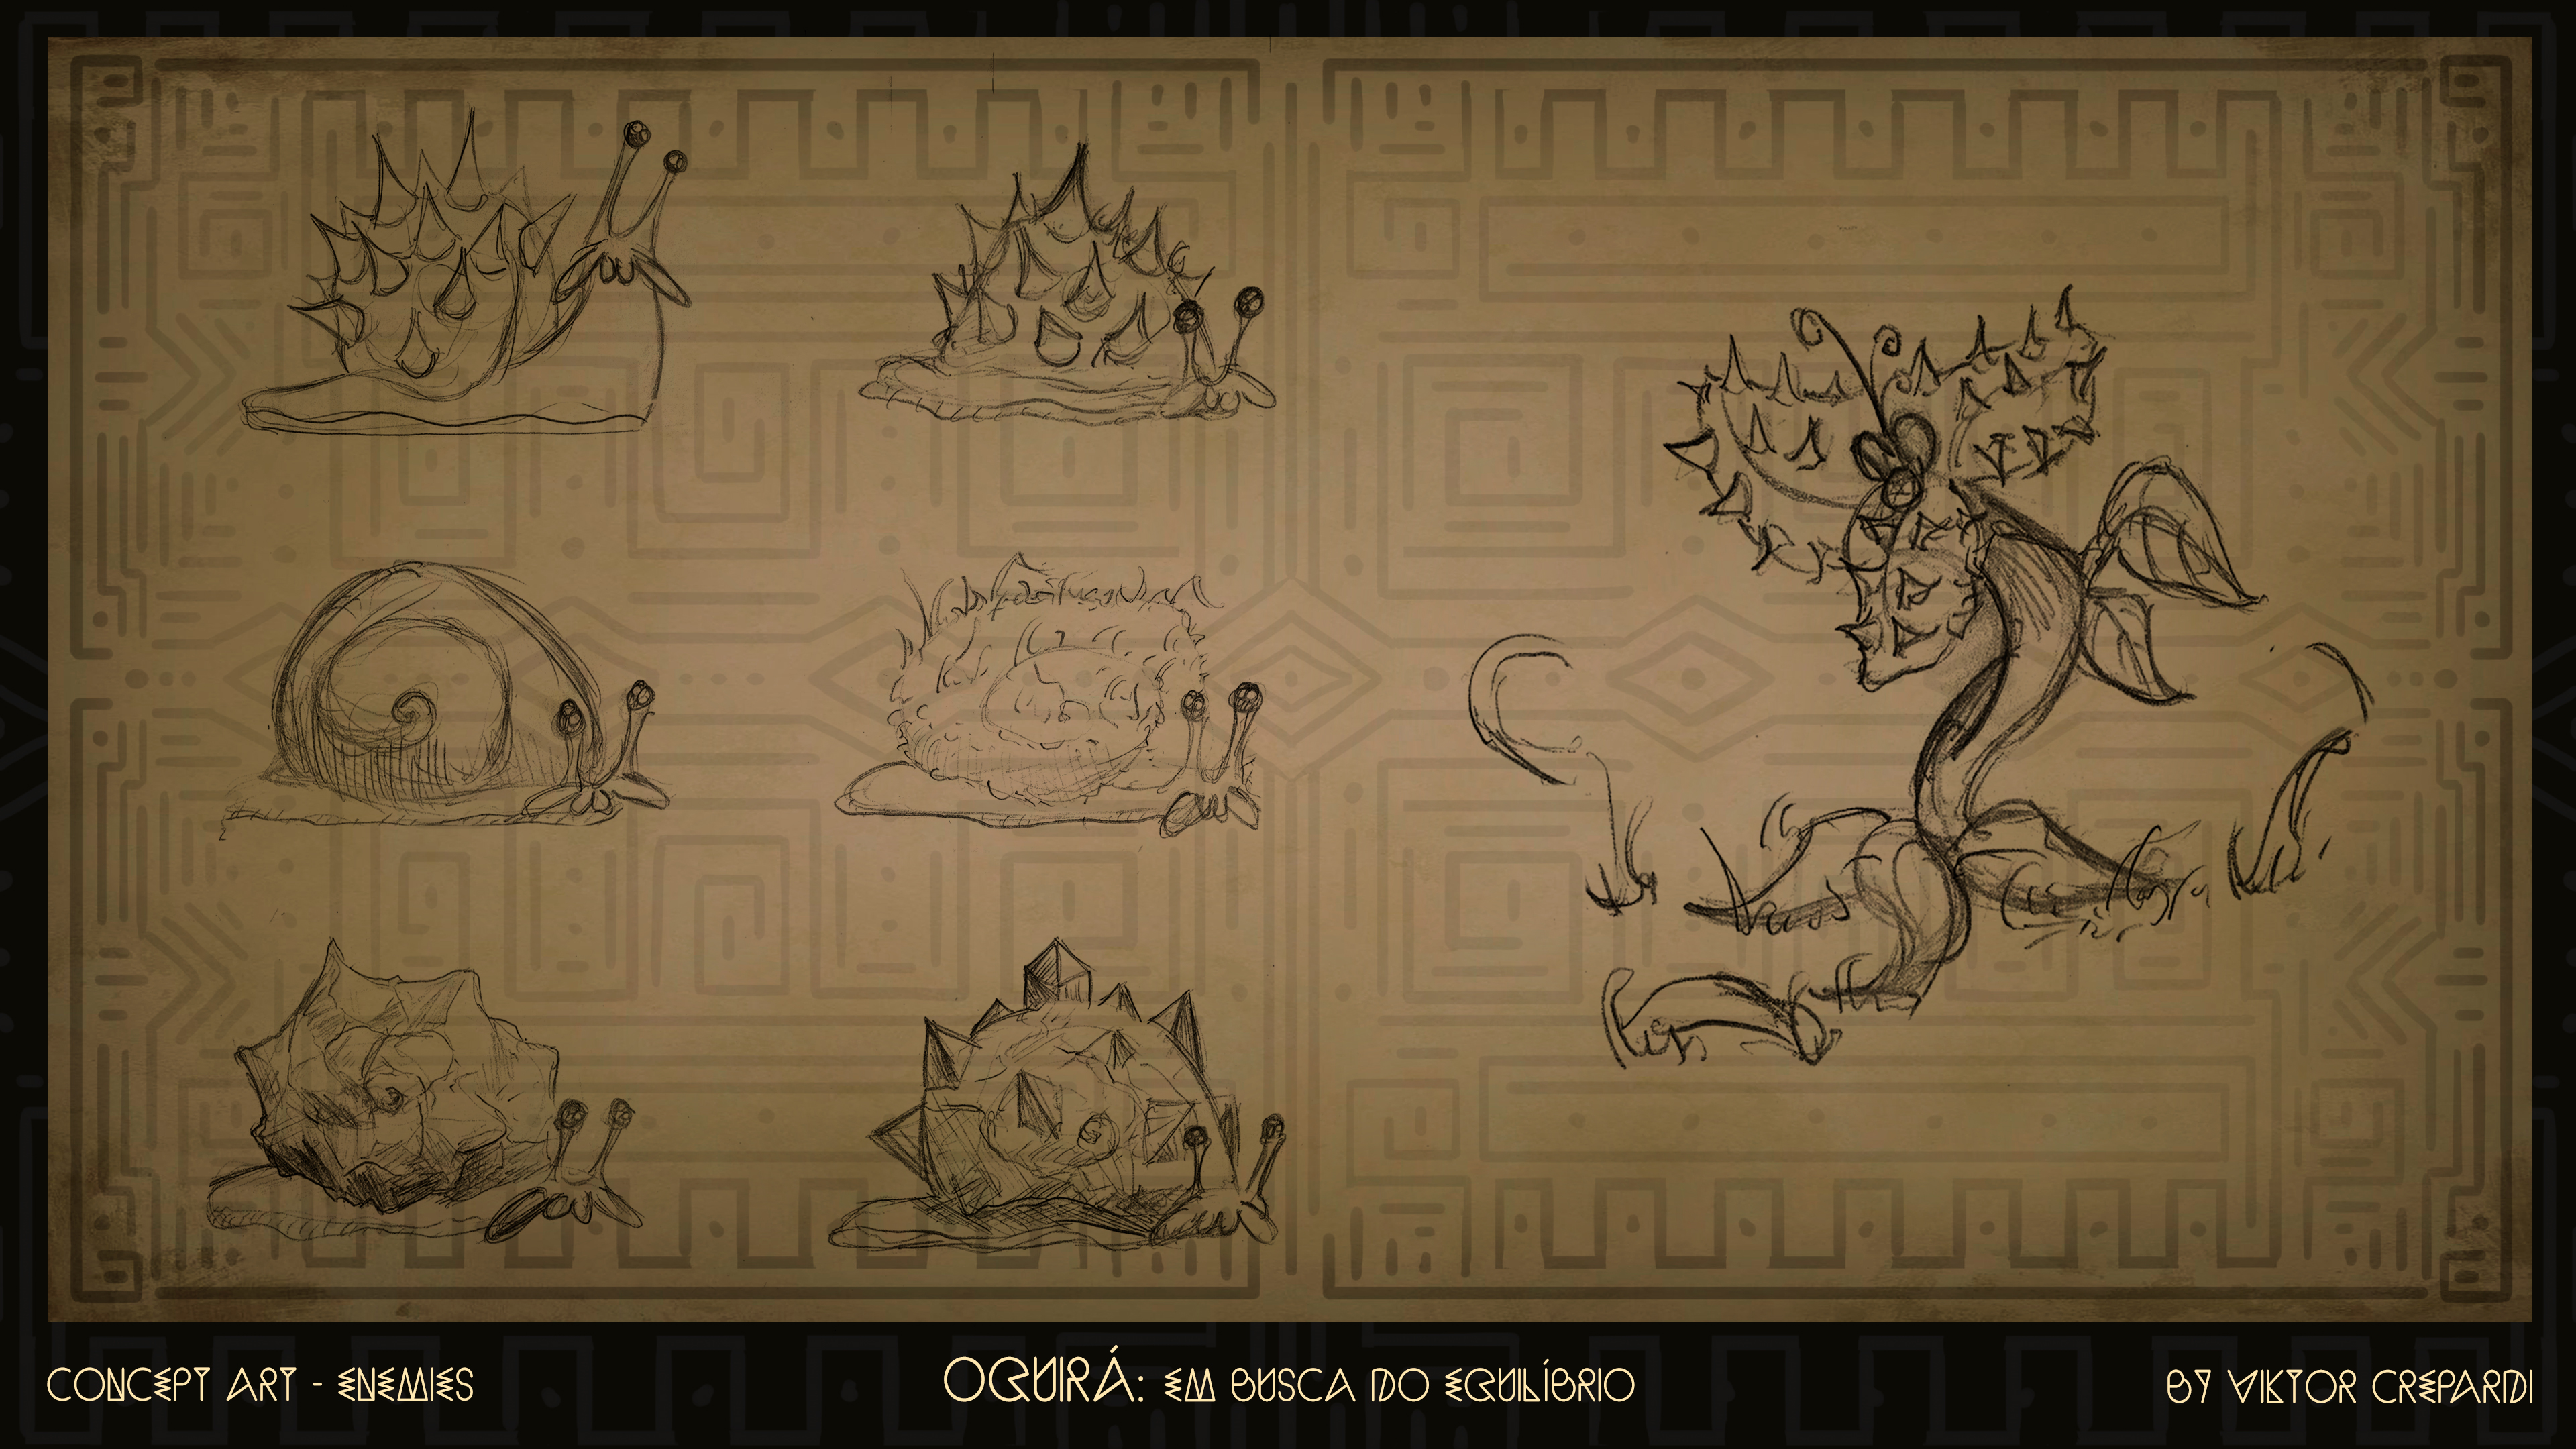 CONCEPT ART - ENEMIES
OGUIRÁ: EM BUSCA DO EQUILÍBRIO
BY VIKTOR CREPARDI